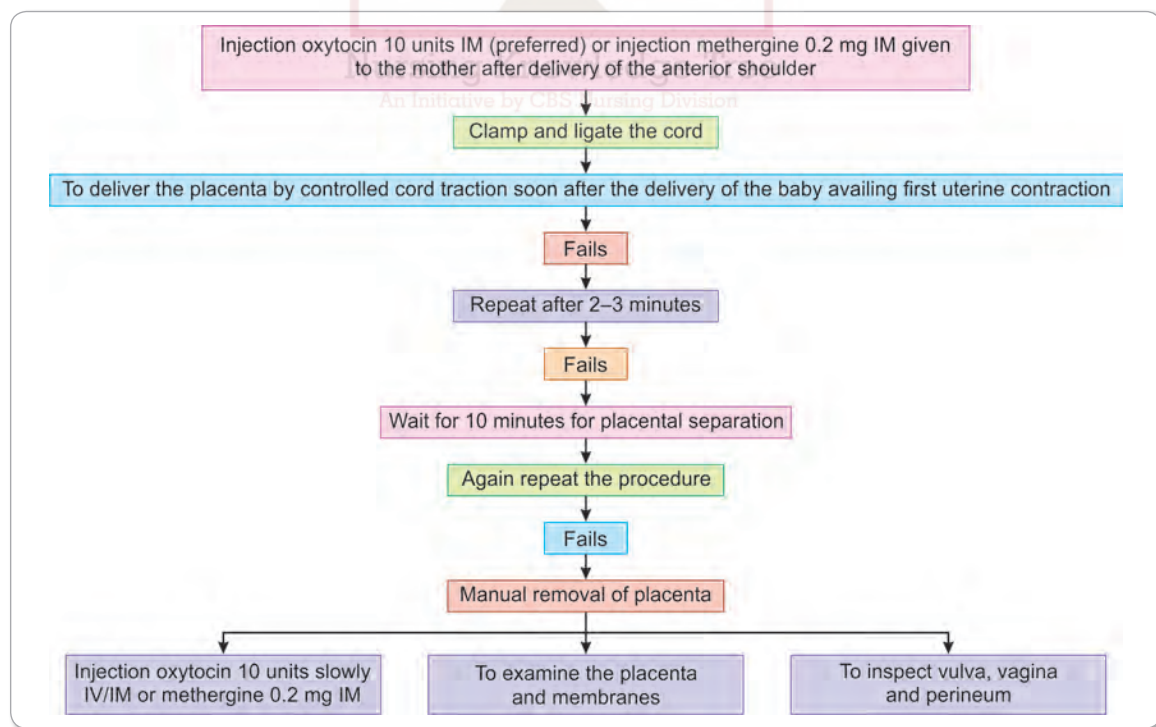 Injection oxytocin 10 units IM (preferred) or injection methergine 0.2 mg IM given
to the mother after delivery of the anterior shoulder
Nursing Knowledge Tree
An Initiative by CBS Nursing Division
Clamp and ligate the cord
To deliver the placenta by controlled cord traction soon after the delivery of the baby availing first uterine contraction
Fails
Repeat after 2–3 minutes
Fails
Wait for 10 minutes for placental separation
Again repeat the procedure
Fails
Manual removal of placenta
Injection oxytocin 10 units slowly
IV/IM or methergine 0.2 mg IM
To examine the placenta
and membranes
To inspect vulva, vagina
and perineum